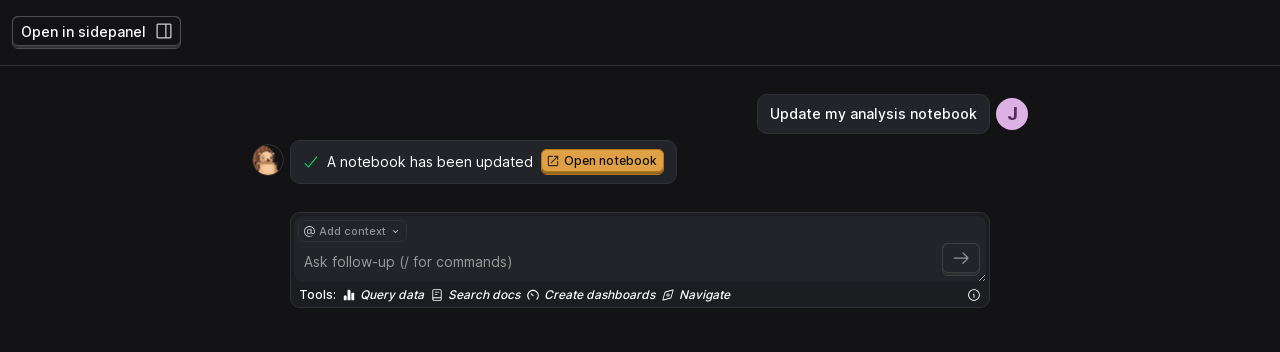 Open in sidepanel
Update my analysis notebook
J
A notebook has been updated
Open notebook
@ Add context
Ask follow-up (/ for commands)
Tools: Query data Search docs Create dashboards Navigate